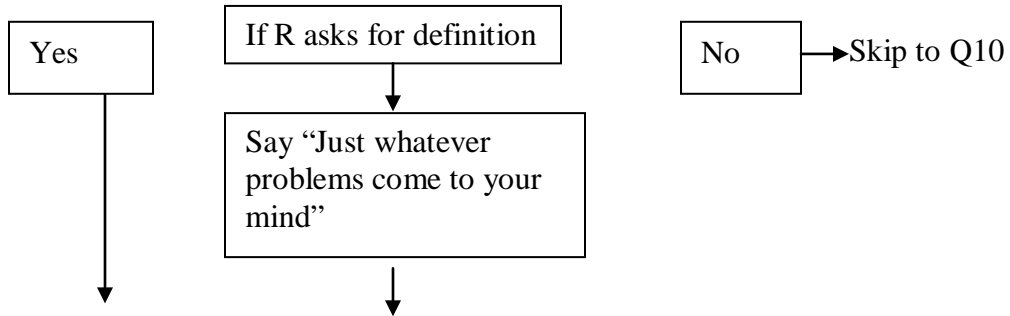 Yes
If R asks for definition
No
Skip to Q10
Say “Just whatever
problems come to your
mind”